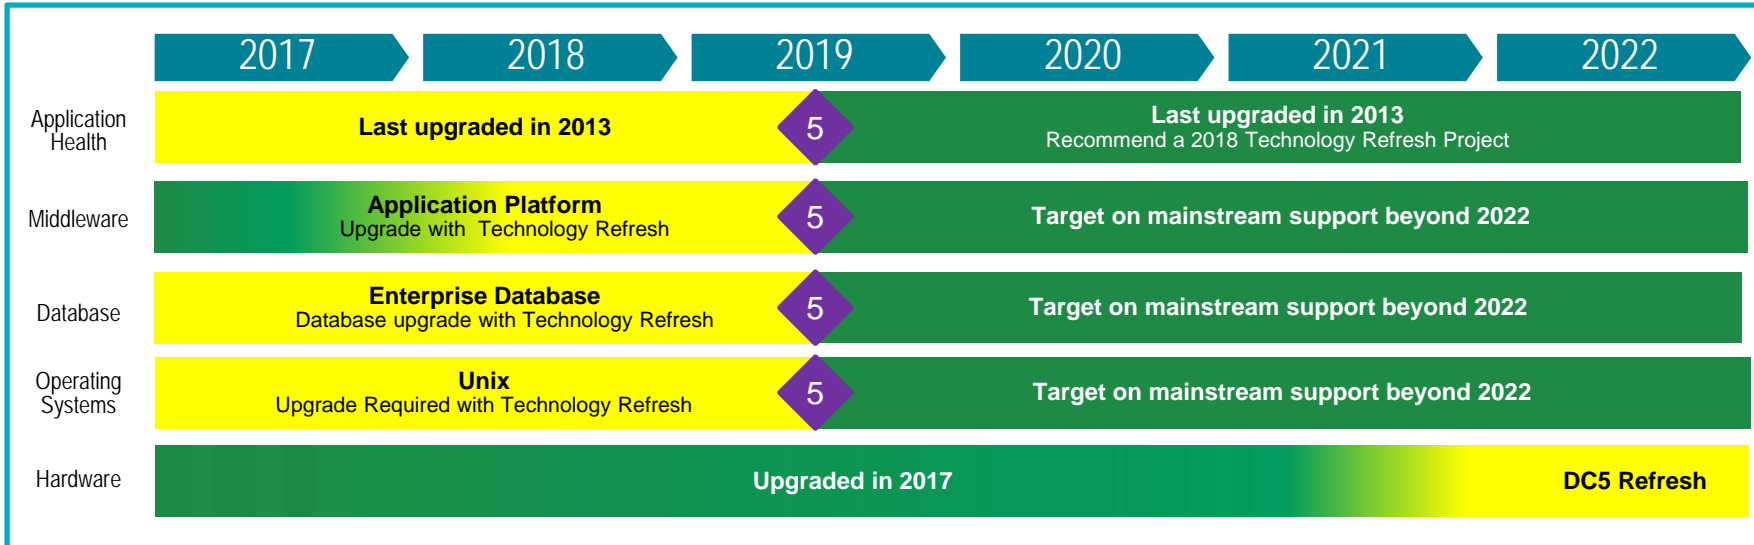 2017 2018 2019 2020 2021 2022
Application
Health
Last upgraded in 2013
5
Last upgraded in 2013
Recommend a 2018 Technology Refresh Project
Middleware
Application Platform
Upgrade with Technology Refresh
5
Target on mainstream support beyond 2022
Database
Enterprise Database
Database upgrade with Technology Refresh
5
Target on mainstream support beyond 2022
Operating
Systems
Unix
Upgrade Required with Technology Refresh
5
Target on mainstream support beyond 2022
Hardware
Upgraded in 2017
DC5 Refresh